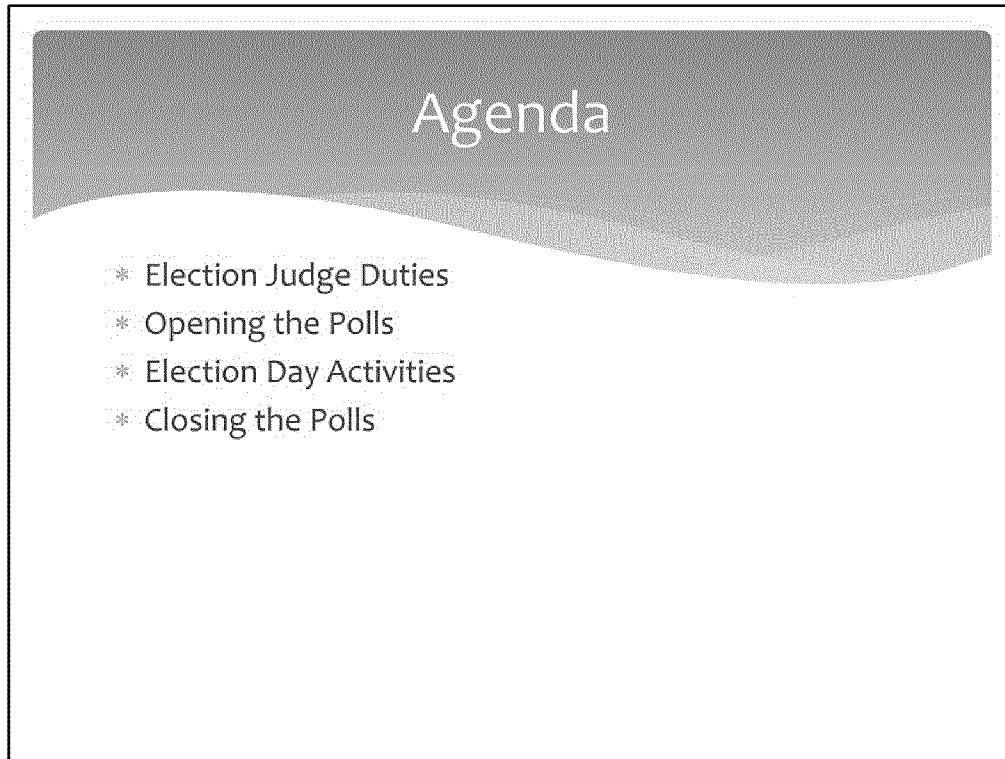 Agenda
* Election Judge Duties
* Opening the Polls
* Election Day Activities
* Closing the Polls